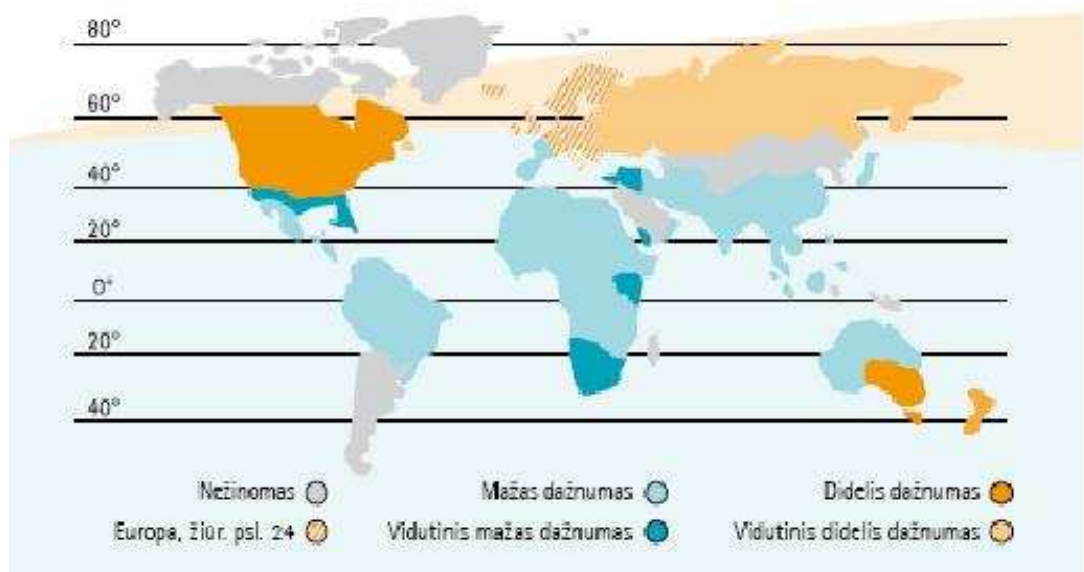 80°
60°
40°
20°
0°
20°
40°
Nežinomas
Mažas dažnumas
Didelis dažnumas
Europa, žiūr. psl. 24
Vidutinis mažas dažnumas
Vidutinis didelis dažnumas